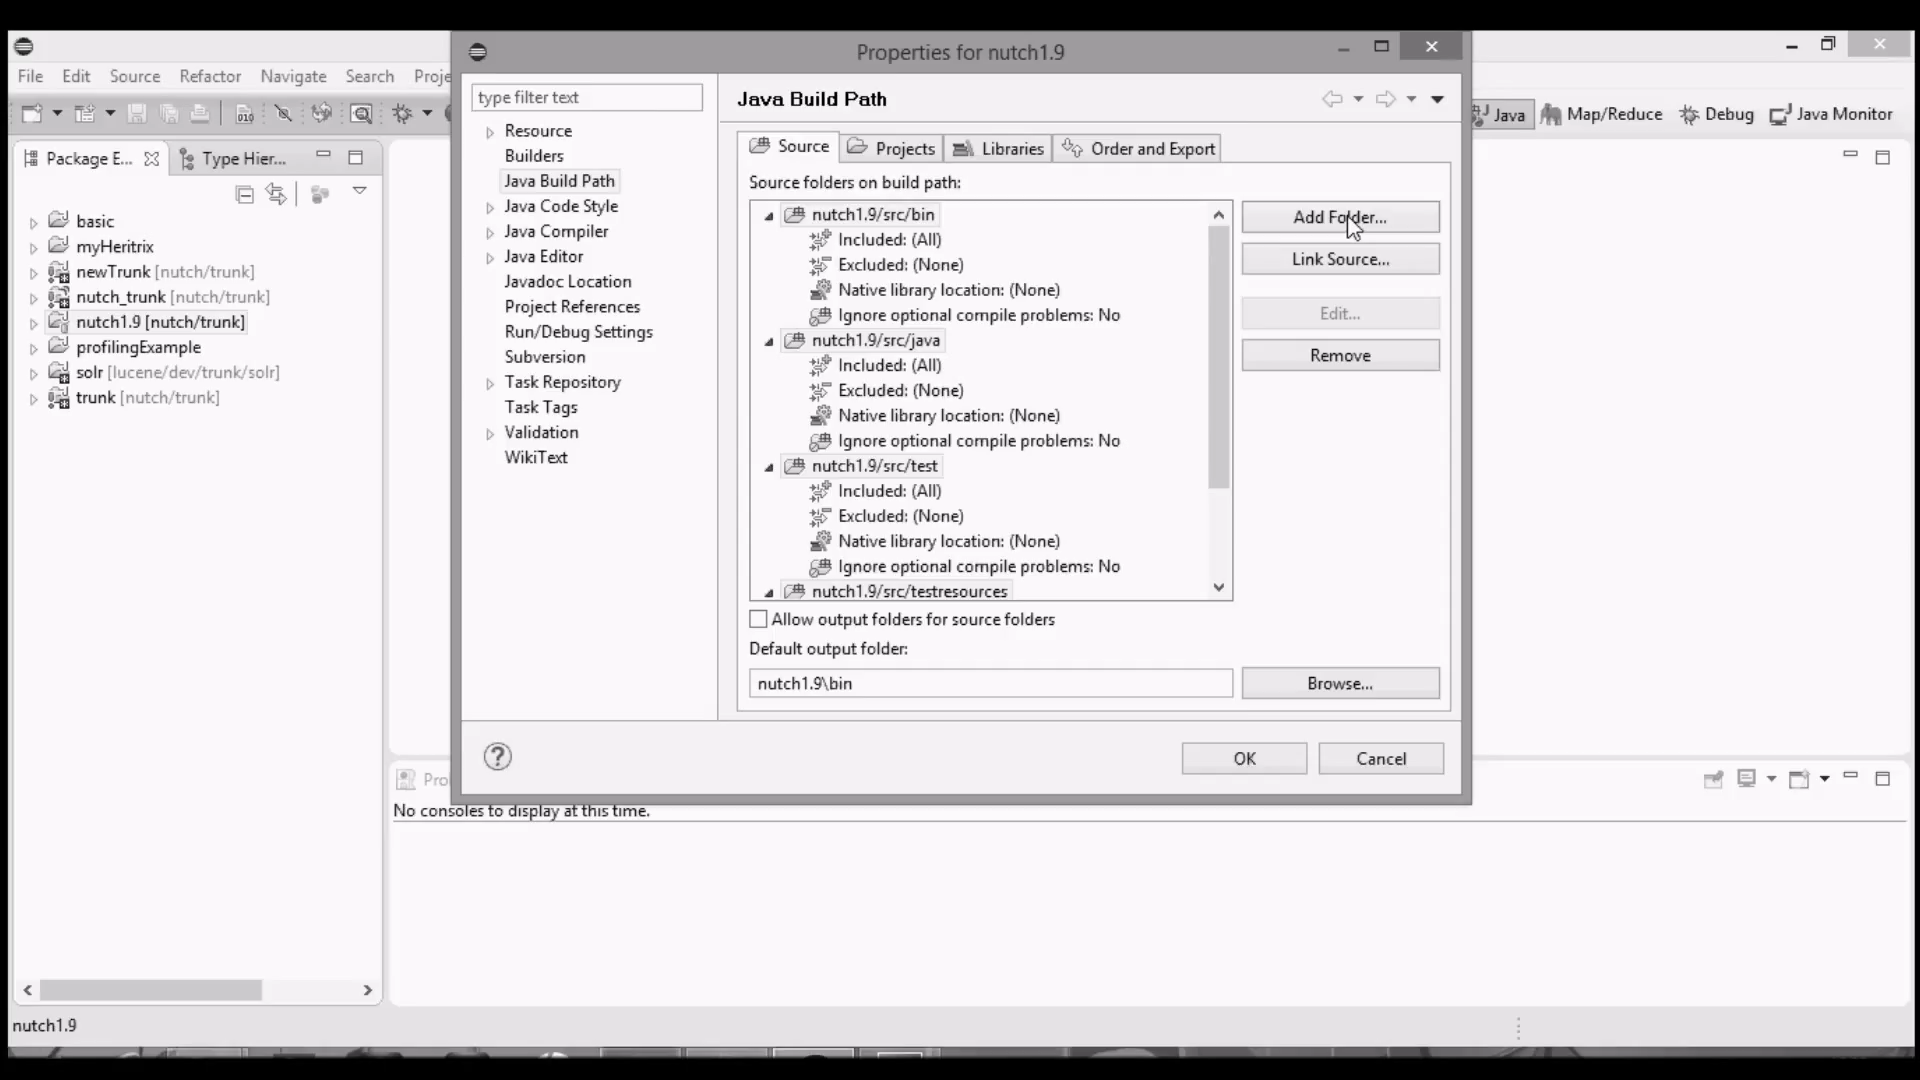 Properties for nutch1.9
File Edit Source Refactor Navigate Search Proje
Java Map/Reduce Debug Java Monitor
Package E... Type Hier...
basic
myHeritrix
newTrunk [nutch/trunk]
nutch_trunk [nutch/trunk]
nutch1.9 [nutch/trunk]
profilingExample
solr [lucene/dev/trunk/solr]
trunk [nutch/trunk]
type filter text
Resource
Builders
Java Build Path
Java Code Style
Java Compiler
Java Editor
Javadoc Location
Project References
Run/Debug Settings
Subversion
Task Repository
Task Tags
Validation
WikiText
Java Build Path
Source Projects Libraries Order and Export
Source folders on build path:
nutch1.9/src/bin
Included: (All)
Excluded: (None)
Native library location: (None)
Ignore optional compile problems: No
nutch1.9/src/java
Included: (All)
Excluded: (None)
Native library location: (None)
Ignore optional compile problems: No
nutch1.9/src/test
Included: (All)
Excluded: (None)
Native library location: (None)
Ignore optional compile problems: No
nutch1.9/src/testresources
Add Folder...
Link Source...
Edit...
Remove
Allow output folders for source folders
Default output folder:
nutch1.9\bin
Browse...
OK Cancel
Pro
No consoles to display at this time.
nutch1.9